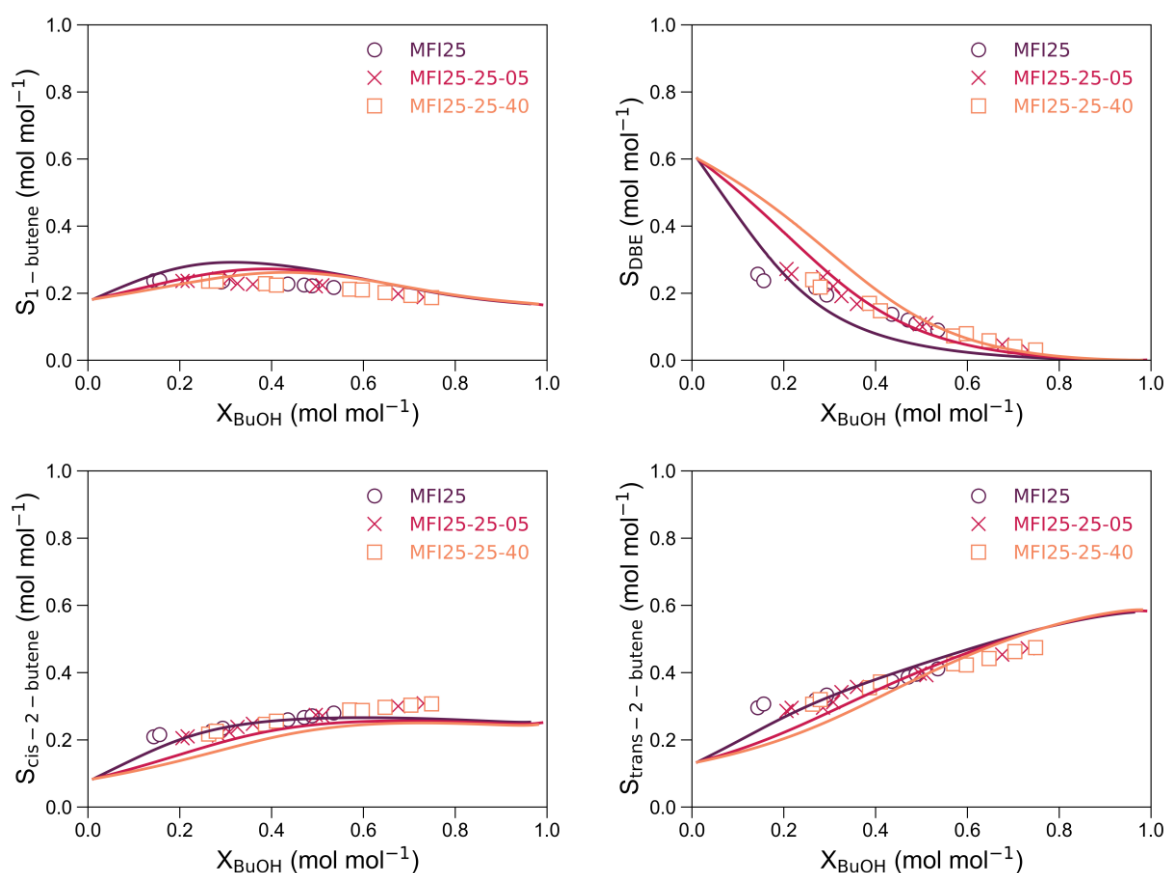 1.0
0.8
0.6
0.4
0.2
0.0
S1 − butene (mol mol−1)
MFI25
MFI25-25-05
MFI25-25-40
0.0 0.2 0.4 0.6 0.8 1.0
XBuOH (mol mol−1)
1.0
0.8
0.6
0.4
0.2
0.0
SDBE (mol mol−1)
MFI25
MFI25-25-05
MFI25-25-40
0.0 0.2 0.4 0.6 0.8 1.0
XBuOH (mol mol−1)
1.0
0.8
0.6
0.4
0.2
0.0
Scis − 2 − butene (mol mol−1)
MFI25
MFI25-25-05
MFI25-25-40
0.0 0.2 0.4 0.6 0.8 1.0
XBuOH (mol mol−1)
1.0
0.8
0.6
0.4
0.2
0.0
Strans − 2 − butene (mol mol−1)
MFI25
MFI25-25-05
MFI25-25-40
0.0 0.2 0.4 0.6 0.8 1.0
XBuOH (mol mol−1)